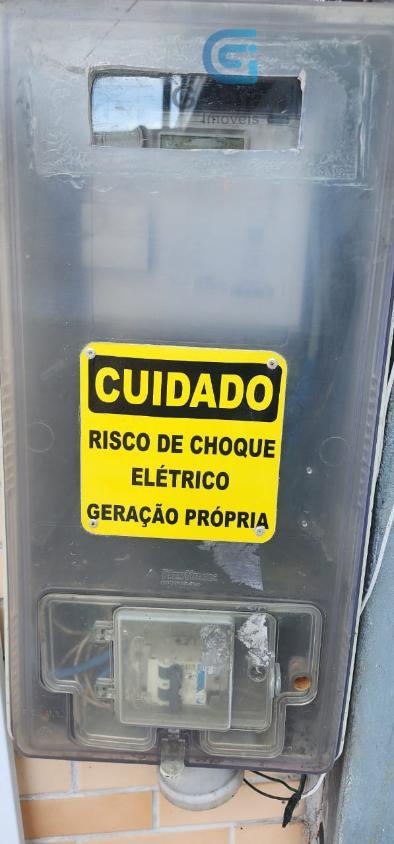 Imóveis
CUIDADO
RISCO DE CHOQUE
ELÉTRICO
GERAÇÃO PRÓPRIA